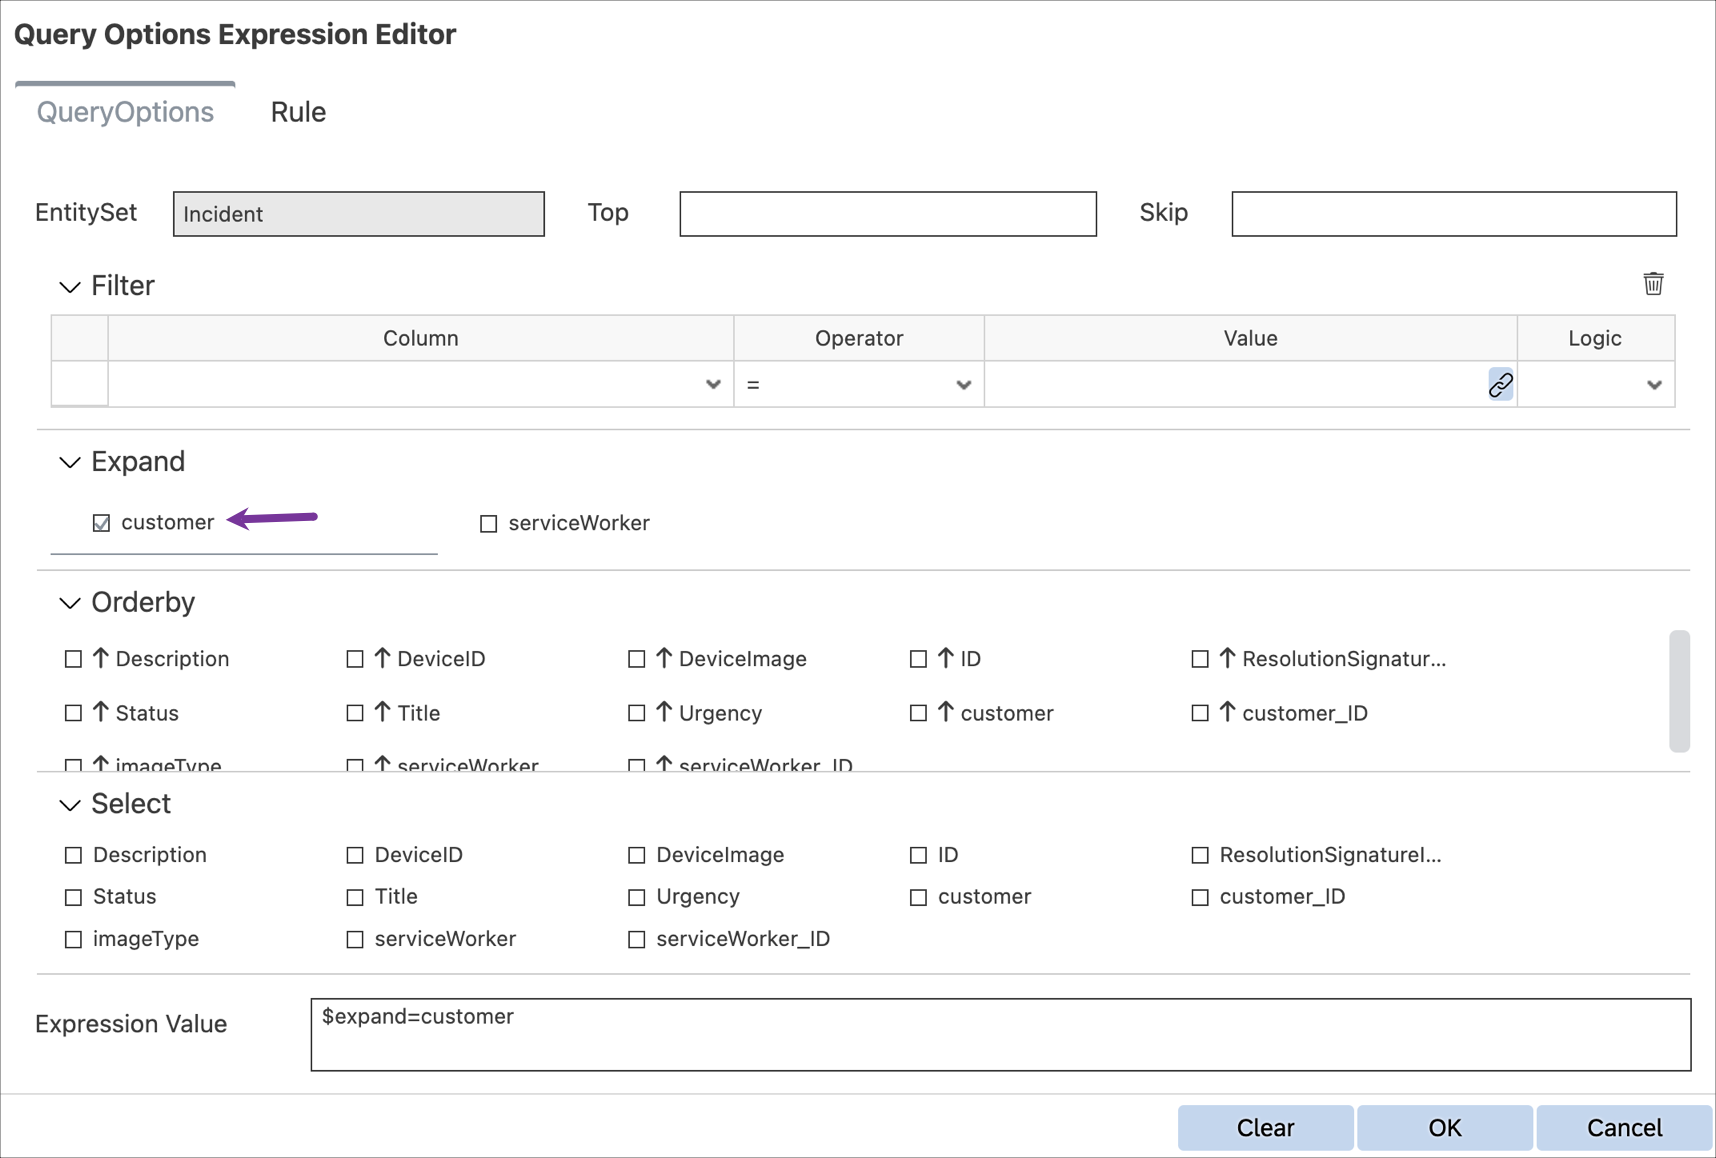 Query Options Expression Editor
QueryOptions Rule
EntitySet Incident Top Skip
Filter
Column Operator Value Logic
=
Expand
customer serviceWorker
Orderby
↑ Description ↑ DeviceID ↑ DeviceImage ↑ ID ↑ ResolutionSignatur...
↑ Status ↑ Title ↑ Urgency ↑ customer ↑ customer_ID
↑ imageType ↑ serviceWorker ↑ serviceWorker_ID
Select
Description DeviceID DeviceImage ID ResolutionSignatureI...
Status Title Urgency customer customer_ID
imageType serviceWorker serviceWorker_ID
Expression Value $expand=customer
Clear OK Cancel